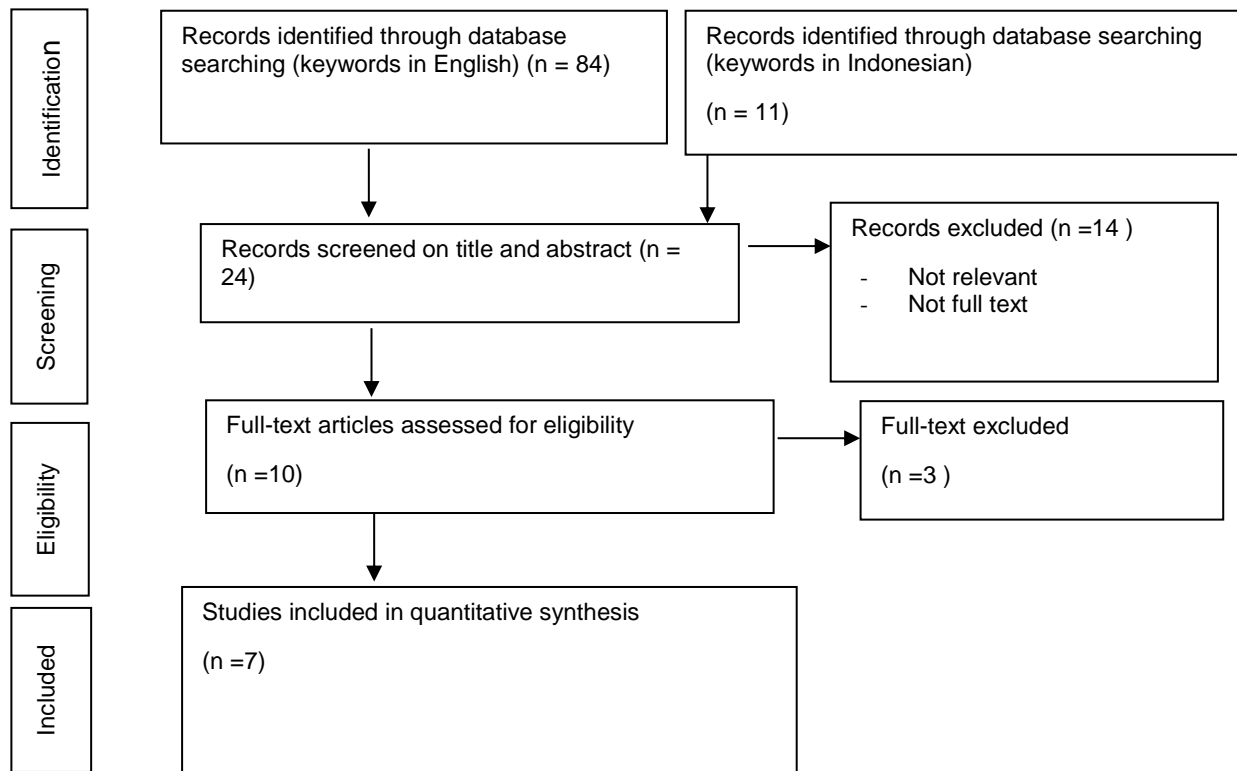 Identification
Records identified through database
searching (keywords in English) (n = 84)
Records identified through database searching
(keywords in Indonesian)
(n = 11)
Screening
Records screened on title and abstract (n =
24)
Records excluded (n =14 )
- Not relevant
- Not full text
Eligibility
Full-text articles assessed for eligibility
(n =10)
Full-text excluded
(n =3 )
Included
Studies included in quantitative synthesis
(n =7)